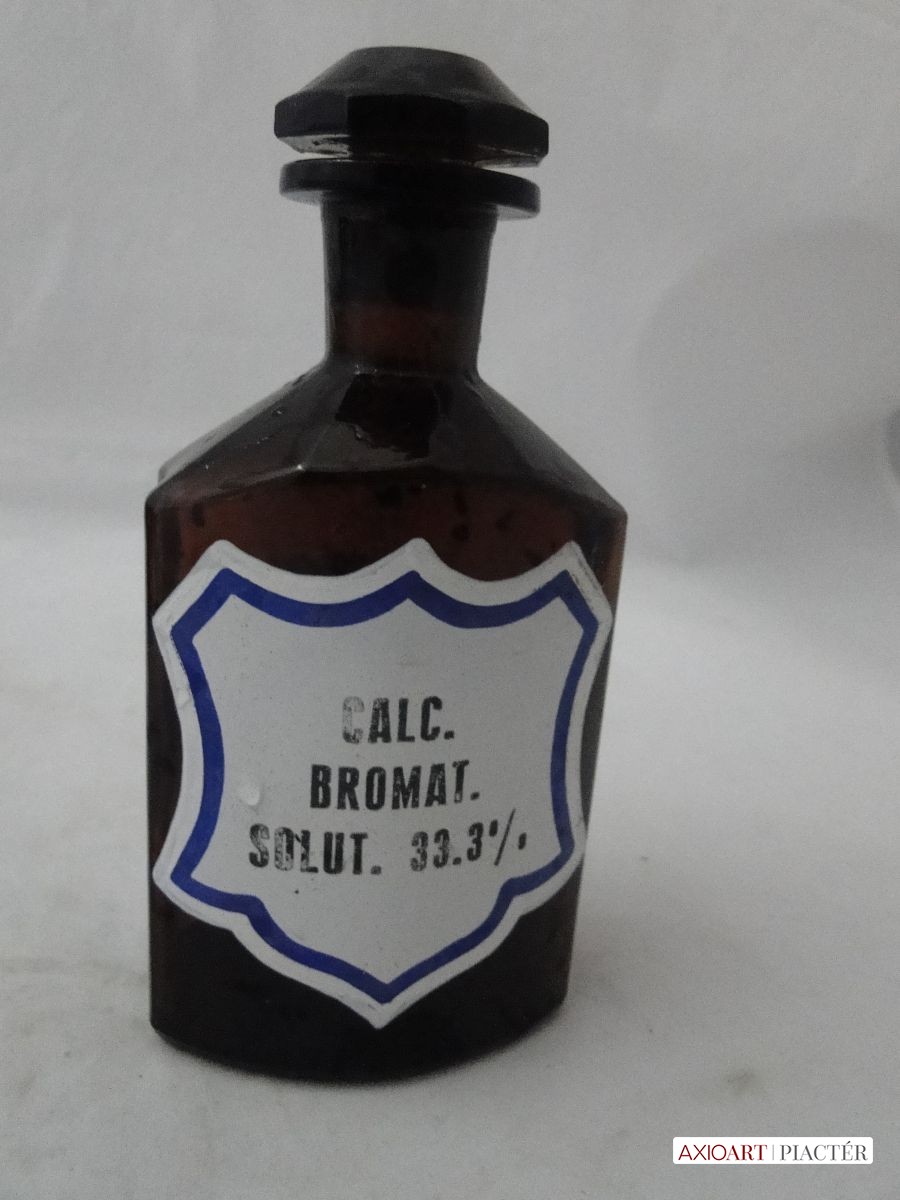 CALC.
BROMAT.
SOLUT. 33.3%.
AXIOART | PIACTÉR